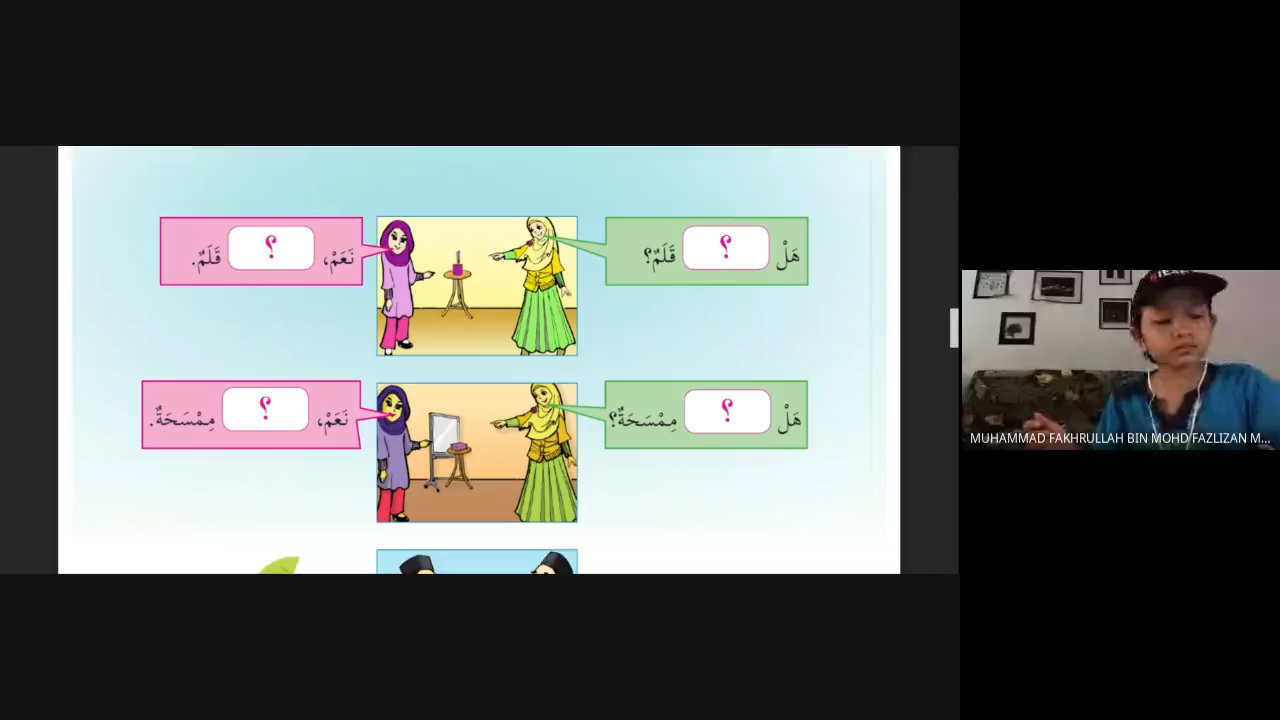 هَلْ ؟ قَلَمٌ؟
نَعَمْ، ؟ قَلَمٌ.
هَلْ ؟ مِمْسَحَةٌ؟
نَعَمْ، ؟ مِمْسَحَةٌ.
MUHAMMAD FAKHRULLAH BIN MOHD FAZLIZAN M...